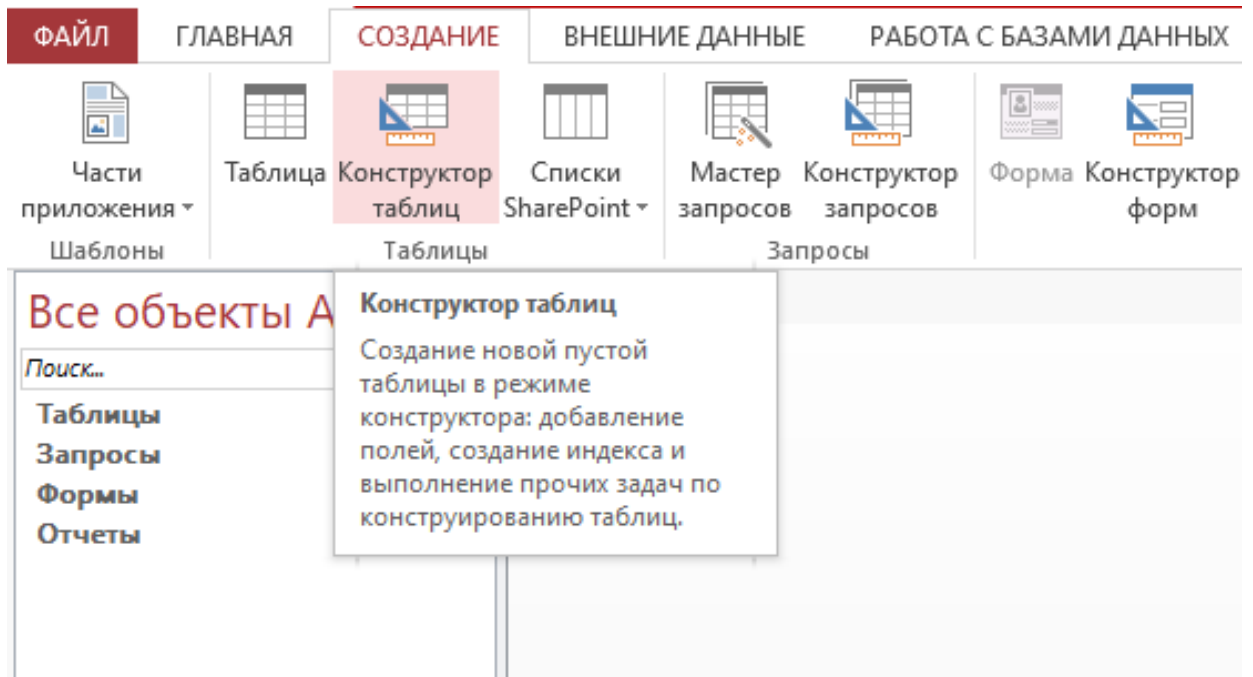 ФАЙЛ ГЛАВНАЯ СОЗДАНИЕ ВНЕШНИЕ ДАННЫЕ РАБОТА С БАЗАМИ ДАННЫХ
Части приложения
Таблица
Конструктор таблиц
Списки SharePoint
Мастер запросов
Конструктор запросов
Форма
Конструктор форм
Шаблоны Таблицы Запросы
Все объекты A
Поиск...
Таблицы
Запросы
Формы
Отчеты
Конструктор таблиц
Создание новой пустой
таблицы в режиме
конструктора: добавление
полей, создание индекса и
выполнение прочих задач по
конструированию таблиц.